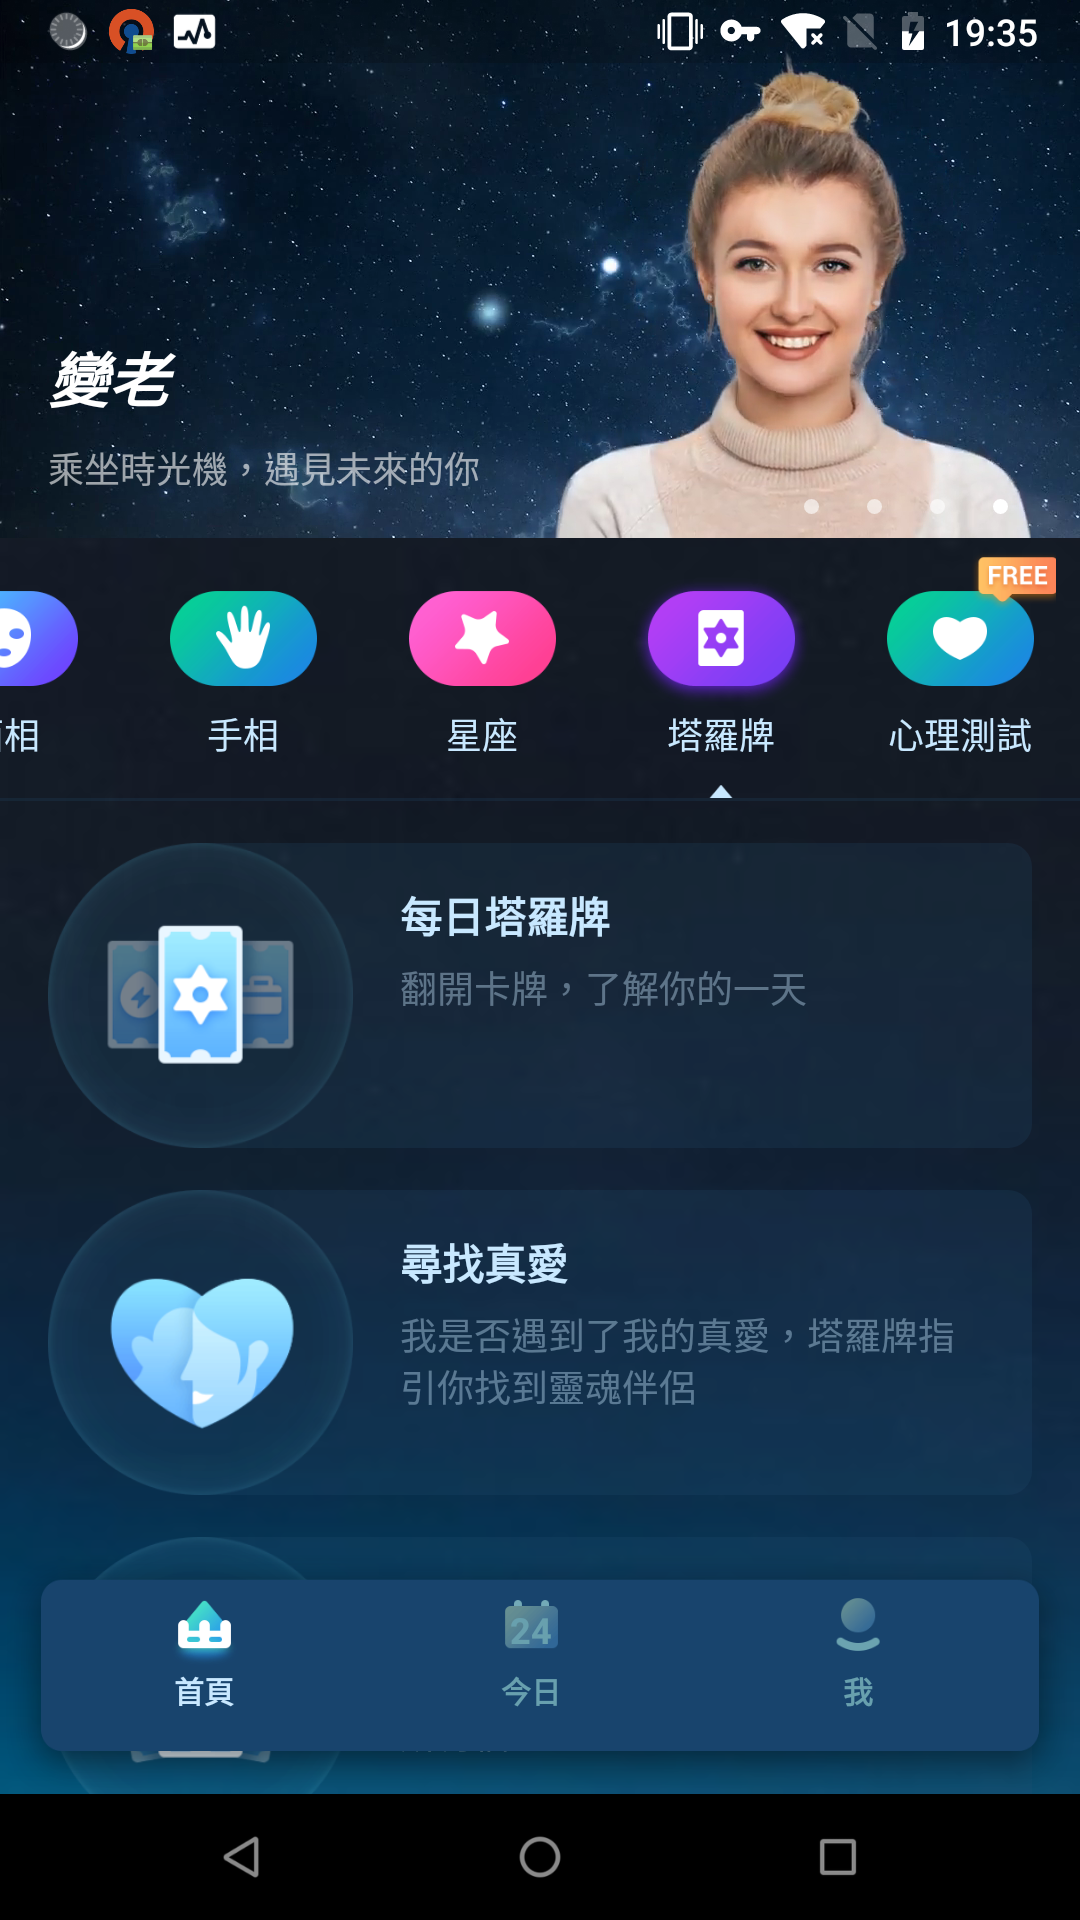 19:35
變老
乘坐時光機，遇見未來的你
FREE
相
手相
星座
塔羅牌
心理測試
每日塔羅牌
翻開卡牌，了解你的一天
尋找真愛
我是否遇到了我的真愛，塔羅牌指
引你找到靈魂伴侶
24
首頁
今日
我